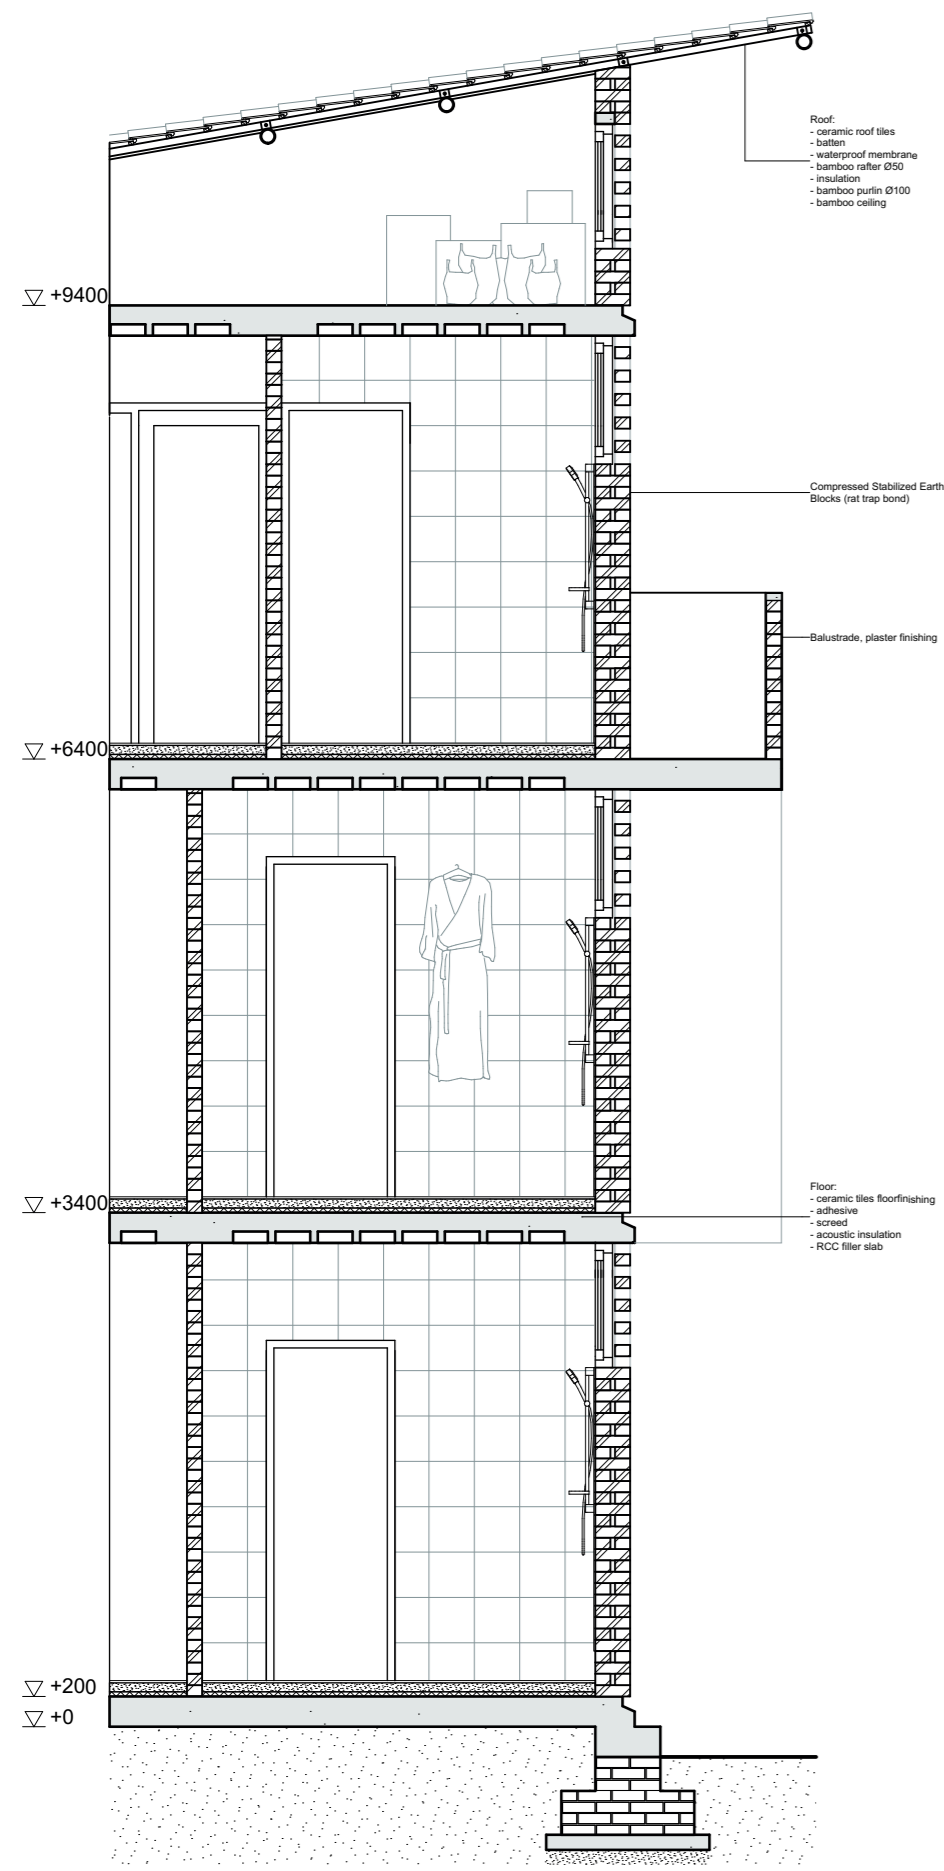 Roof:
- ceramic roof tiles
- batten
- waterproof membrane
- bamboo rafter Ø50
- insulation
- bamboo purlin Ø100
- bamboo ceiling
+9400
Compressed Stabilized Earth
Blocks (rat trap bond)
Balustrade, plaster finishing
+6400
Floor:
- ceramic tiles floorfinishing
- adhesive
- screed
- acoustic insulation
- RCC filler slab
+3400
+200
+0